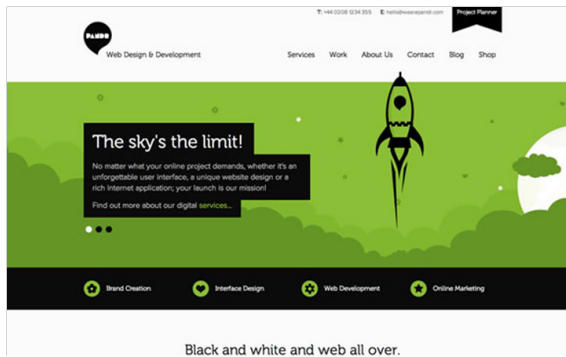 T: +44 0208 1234 355 E: hello@wearepando.com Project Planner
PANDO
Web Design & Development
Services Work About Us Contact Blog Shop
The sky's the limit!
No matter what your online project demands, whether it's an
unforgettable user interface, a unique website design or a
rich Internet application; your launch is our mission!
Find out more about our digital services...
Brand Creation Interface Design Web Development Online Marketing
Black and white and web all over.